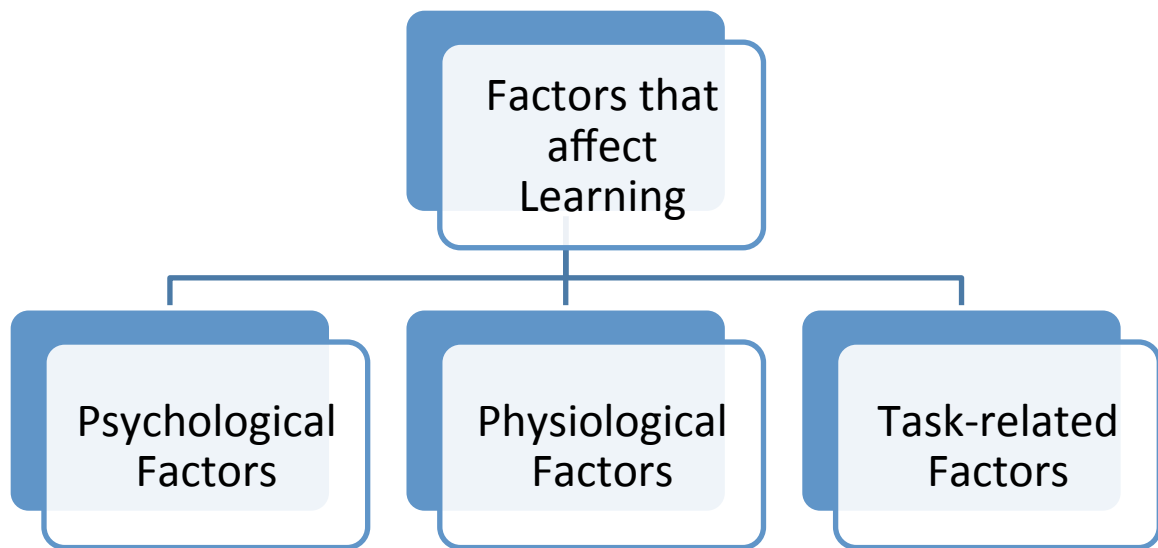 Factors that
affect
Learning
Psychological
Factors
Physiological
Factors
Task-related
Factors